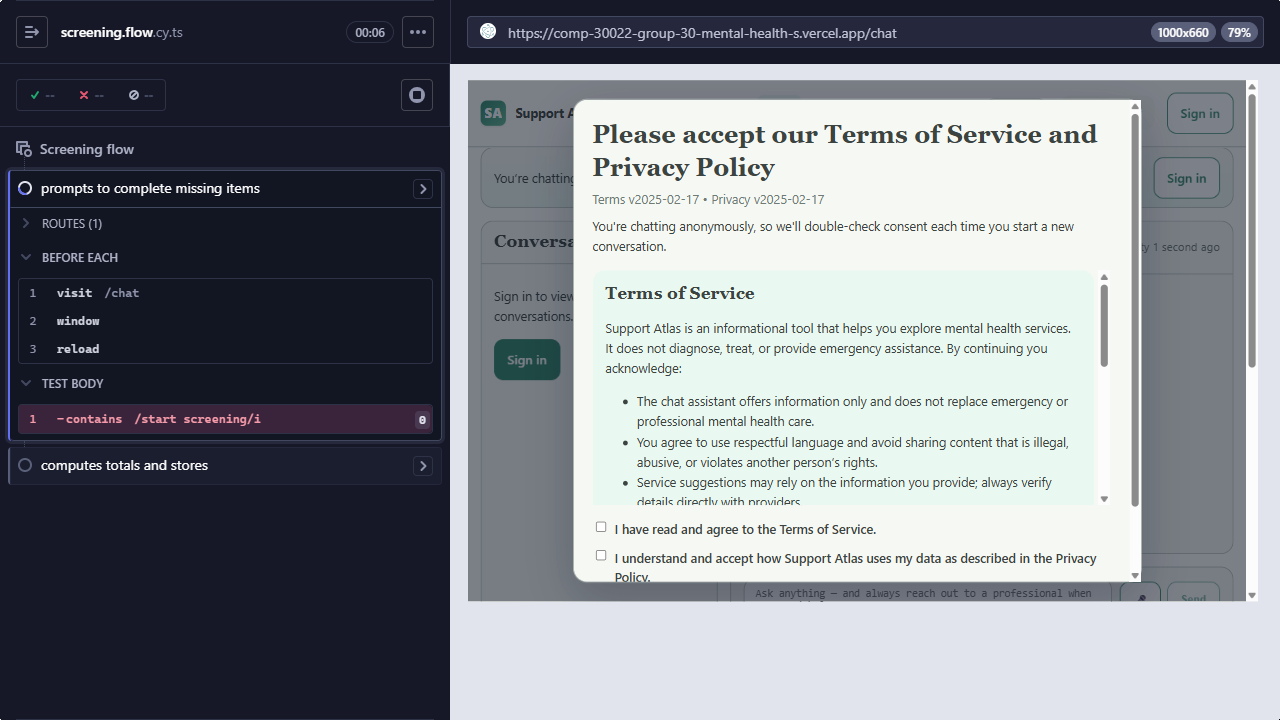 screening.flow.cy.ts
00:06
--
--
--
Screening flow
prompts to complete missing items
ROUTES (1)
BEFORE EACH
1 visit /chat
2 window
3 reload
TEST BODY
1 -contains /start screening/i 0
computes totals and stores
https://comp-30022-group-30-mental-health-s.vercel.app/chat
1000x660
79%
SA Support A
Sign in
You're chatting
Sign in
Conversa
y 1 second ago
Sign in to view
conversations.
Sign in
Please accept our Terms of Service and
Privacy Policy
Terms v2025-02-17 • Privacy v2025-02-17
You're chatting anonymously, so we'll double-check consent each time you start a new
conversation.
Terms of Service
Support Atlas is an informational tool that helps you explore mental health services.
It does not diagnose, treat, or provide emergency assistance. By continuing you
acknowledge:
• The chat assistant offers information only and does not replace emergency or
professional mental health care.
• You agree to use respectful language and avoid sharing content that is illegal,
abusive, or violates another person's rights.
• Service suggestions may rely on the information you provide; always verify
details directly with providers.
I have read and agree to the Terms of Service.
I understand and accept how Support Atlas uses my data as described in the Privacy
Policy.
Ask anything — and always reach out to a professional when
Send